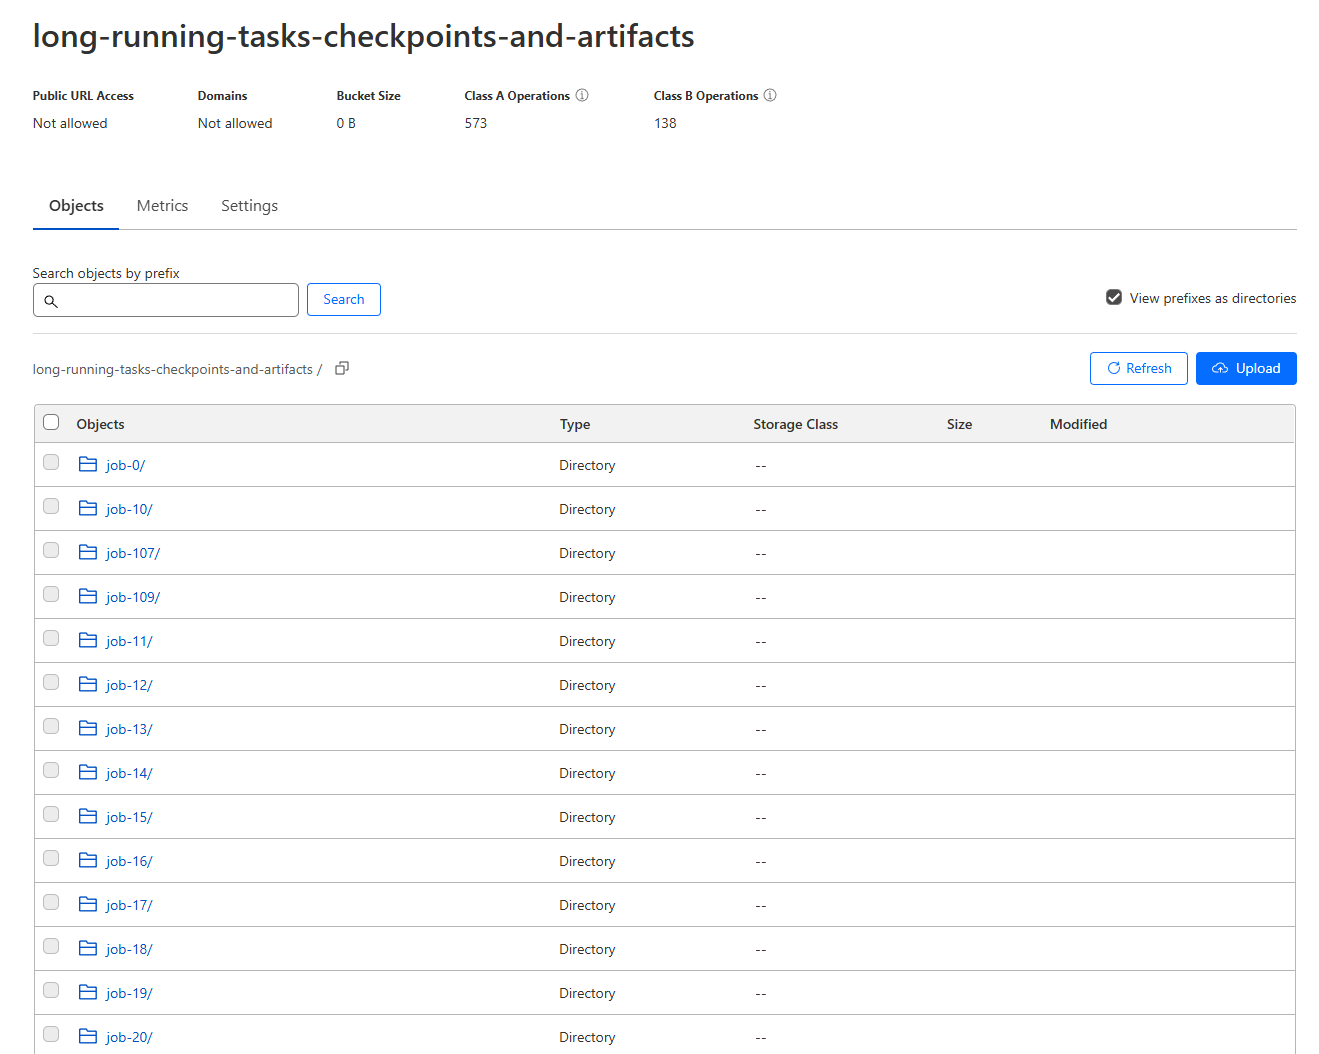 long-running-tasks-checkpoints-and-artifacts
Public URL Access Domains Bucket Size Class A Operations Class B Operations
Not allowed Not allowed 0 B 573 138
Objects Metrics Settings
Search objects by prefix
Search View prefixes as directories
long-running-tasks-checkpoints-and-artifacts / Refresh Upload
Objects Type Storage Class Size Modified
job-0/ Directory --
job-10/ Directory --
job-107/ Directory --
job-109/ Directory --
job-11/ Directory --
job-12/ Directory --
job-13/ Directory --
job-14/ Directory --
job-15/ Directory --
job-16/ Directory --
job-17/ Directory --
job-18/ Directory --
job-19/ Directory --
job-20/ Directory --